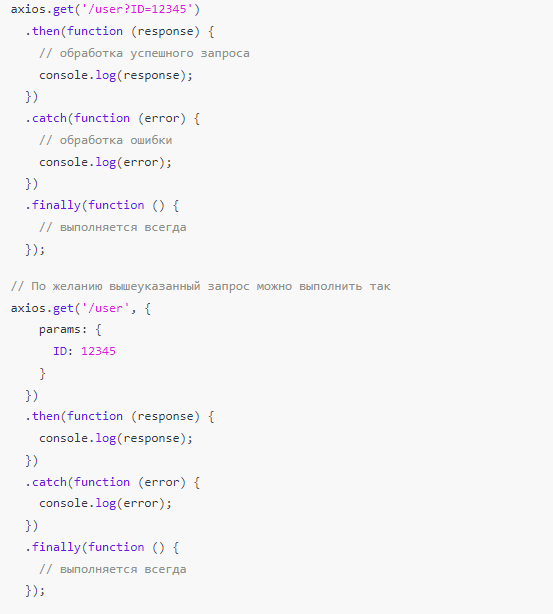 axios.get('/user?ID=12345')
  .then(function (response) {
    // обработка успешного запроса
    console.log(response);
  })
  .catch(function (error) {
    // обработка ошибки
    console.log(error);
  })
  .finally(function () {
    // выполняется всегда
  });
// По желанию вышеуказанный запрос можно выполнить так
axios.get('/user', {
    params: {
      ID: 12345
    }
  })
  .then(function (response) {
    console.log(response);
  })
  .catch(function (error) {
    console.log(error);
  })
  .finally(function () {
    // выполняется всегда
  });